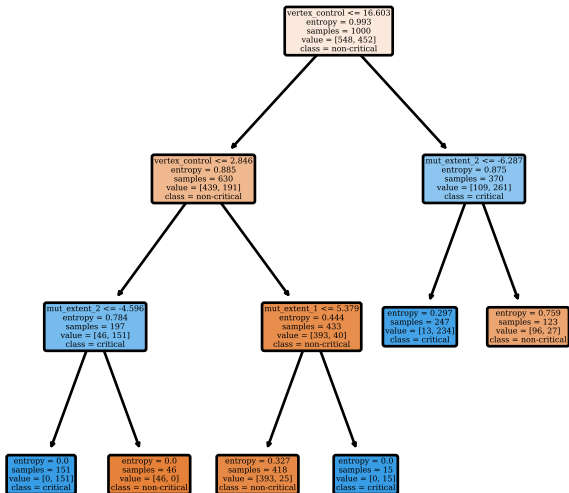 vertex_control <= 16.603
entropy = 0.993
samples = 1000
value = [548, 452]
class = non-critical
vertex_control <= 2.846
entropy = 0.885
samples = 630
value = [439, 191]
class = non-critical
mut_extent_2 <= -6.287
entropy = 0.875
samples = 370
value = [109, 261]
class = critical
mut_extent_2 <= -4.596
entropy = 0.784
samples = 197
value = [46, 151]
class = critical
mut_extent_1 <= 5.379
entropy = 0.444
samples = 433
value = [393, 40]
class = non-critical
entropy = 0.297
samples = 247
value = [13, 234]
class = critical
entropy = 0.759
samples = 123
value = [96, 27]
class = non-critical
entropy = 0.0
samples = 151
value = [0, 151]
class = critical
entropy = 0.0
samples = 46
value = [46, 0]
class = non-critical
entropy = 0.327
samples = 418
value = [393, 25]
class = non-critical
entropy = 0.0
samples = 15
value = [0, 15]
class = critical